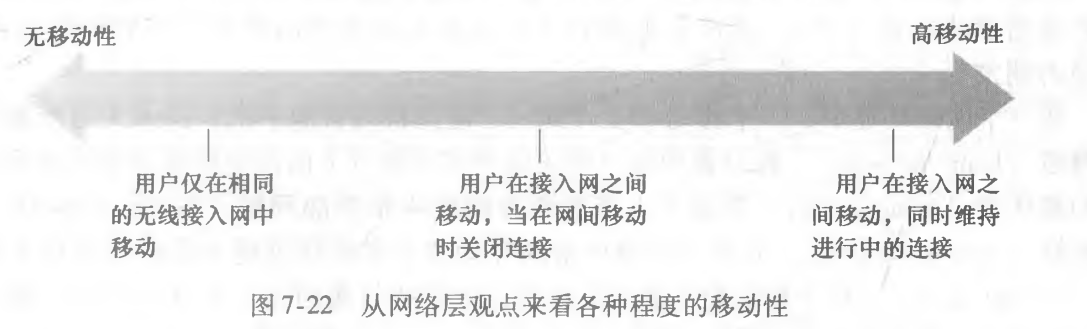 无移动性
高移动性
用户仅在相同
的无线接入网中
移动
用户在接入网之间
移动，当在网间移动
时关闭连接
用户在接入网之
间移动，同时维持
进行中的连接
图 7-22 从网络层观点来看各种程度的移动性